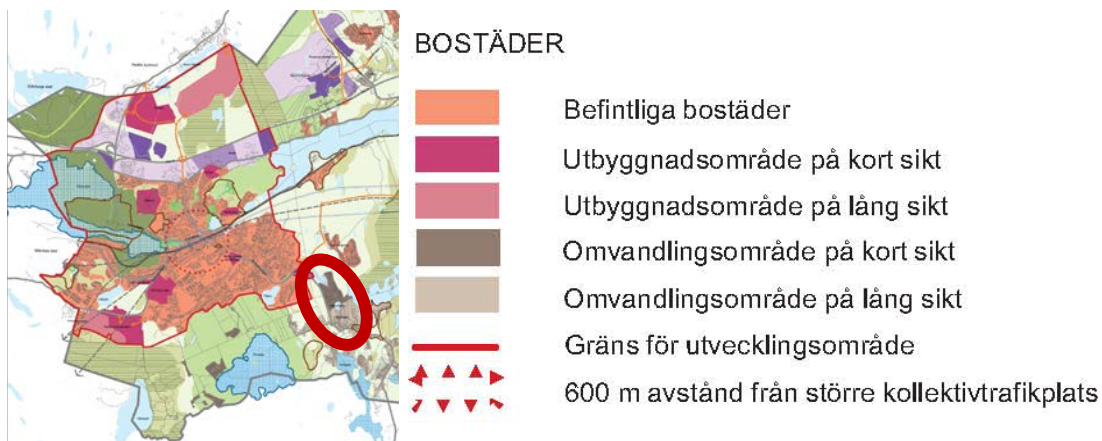 BOSTÄDER
Befintliga bostäder
Utbyggnadsområde på kort sikt
Utbyggnadsområde på lång sikt
Omvandlingsområde på kort sikt
Omvandlingsområde på lång sikt
Gräns för utvecklingsområde
600 m avstånd från större kollektivtrafikplats